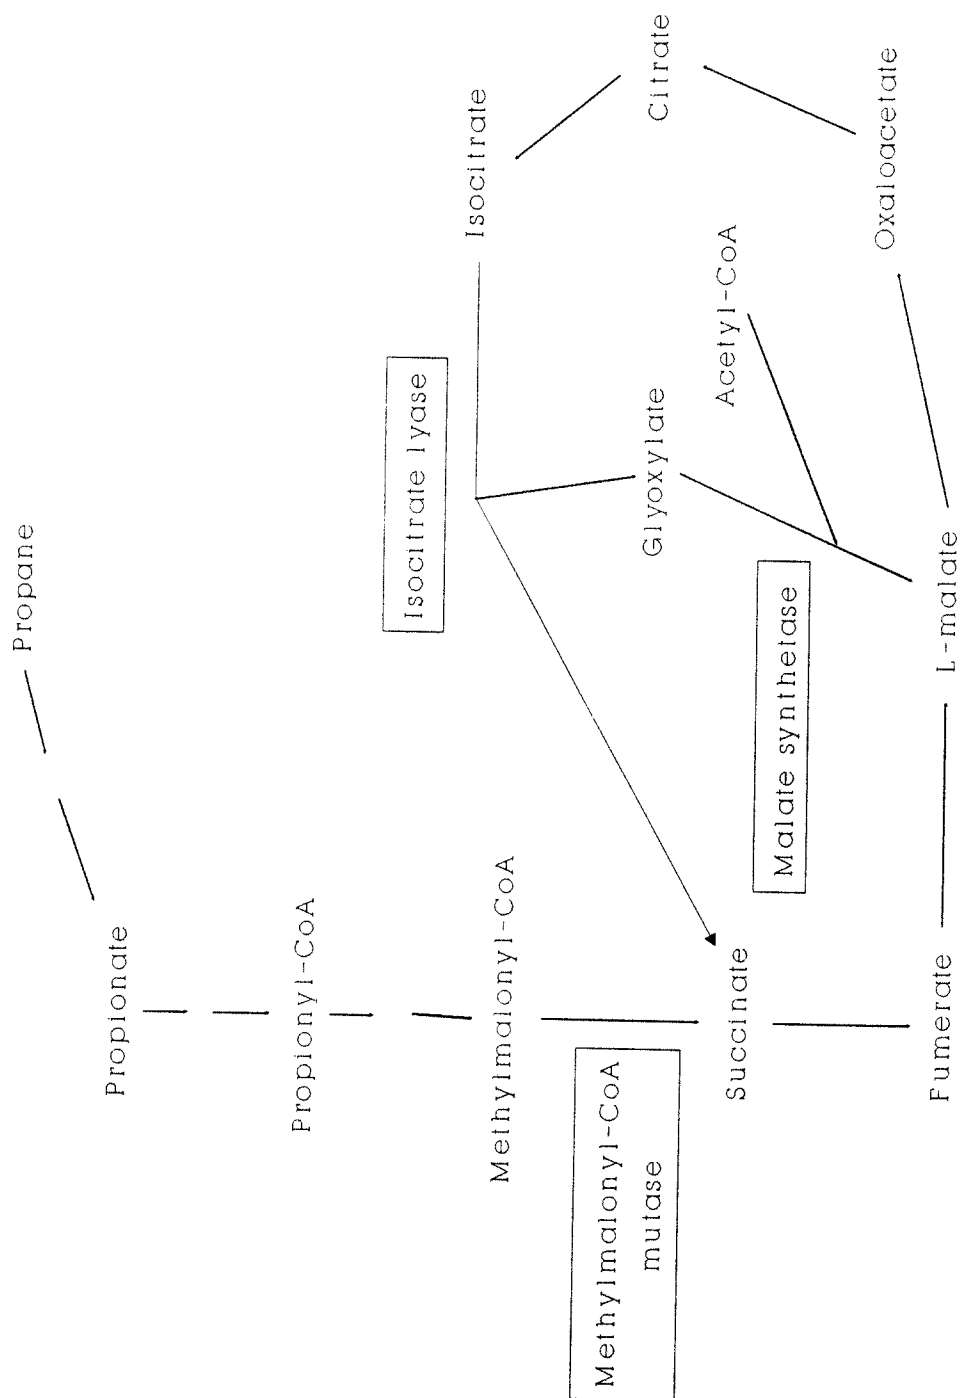 Propane
Propionate
Propionyl-CoA
Methylmalonyl-CoA
Methylmalonyl-CoA
mutase
Succinate
Fumerate
L-malate
Malate synthetase
Glyoxylate
Acetyl-CoA
Isocitrate lyase
Isocitrate
Citrate
Oxaloacetate